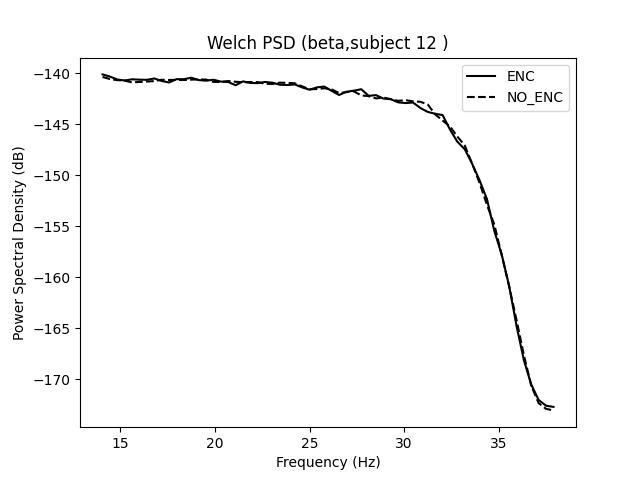 Welch PSD (beta,subject 12 )
ENC
NO_ENC
Power Spectral Density (dB)
−140
−145
−150
−155
−160
−165
−170
15 20 25 30 35
Frequency (Hz)